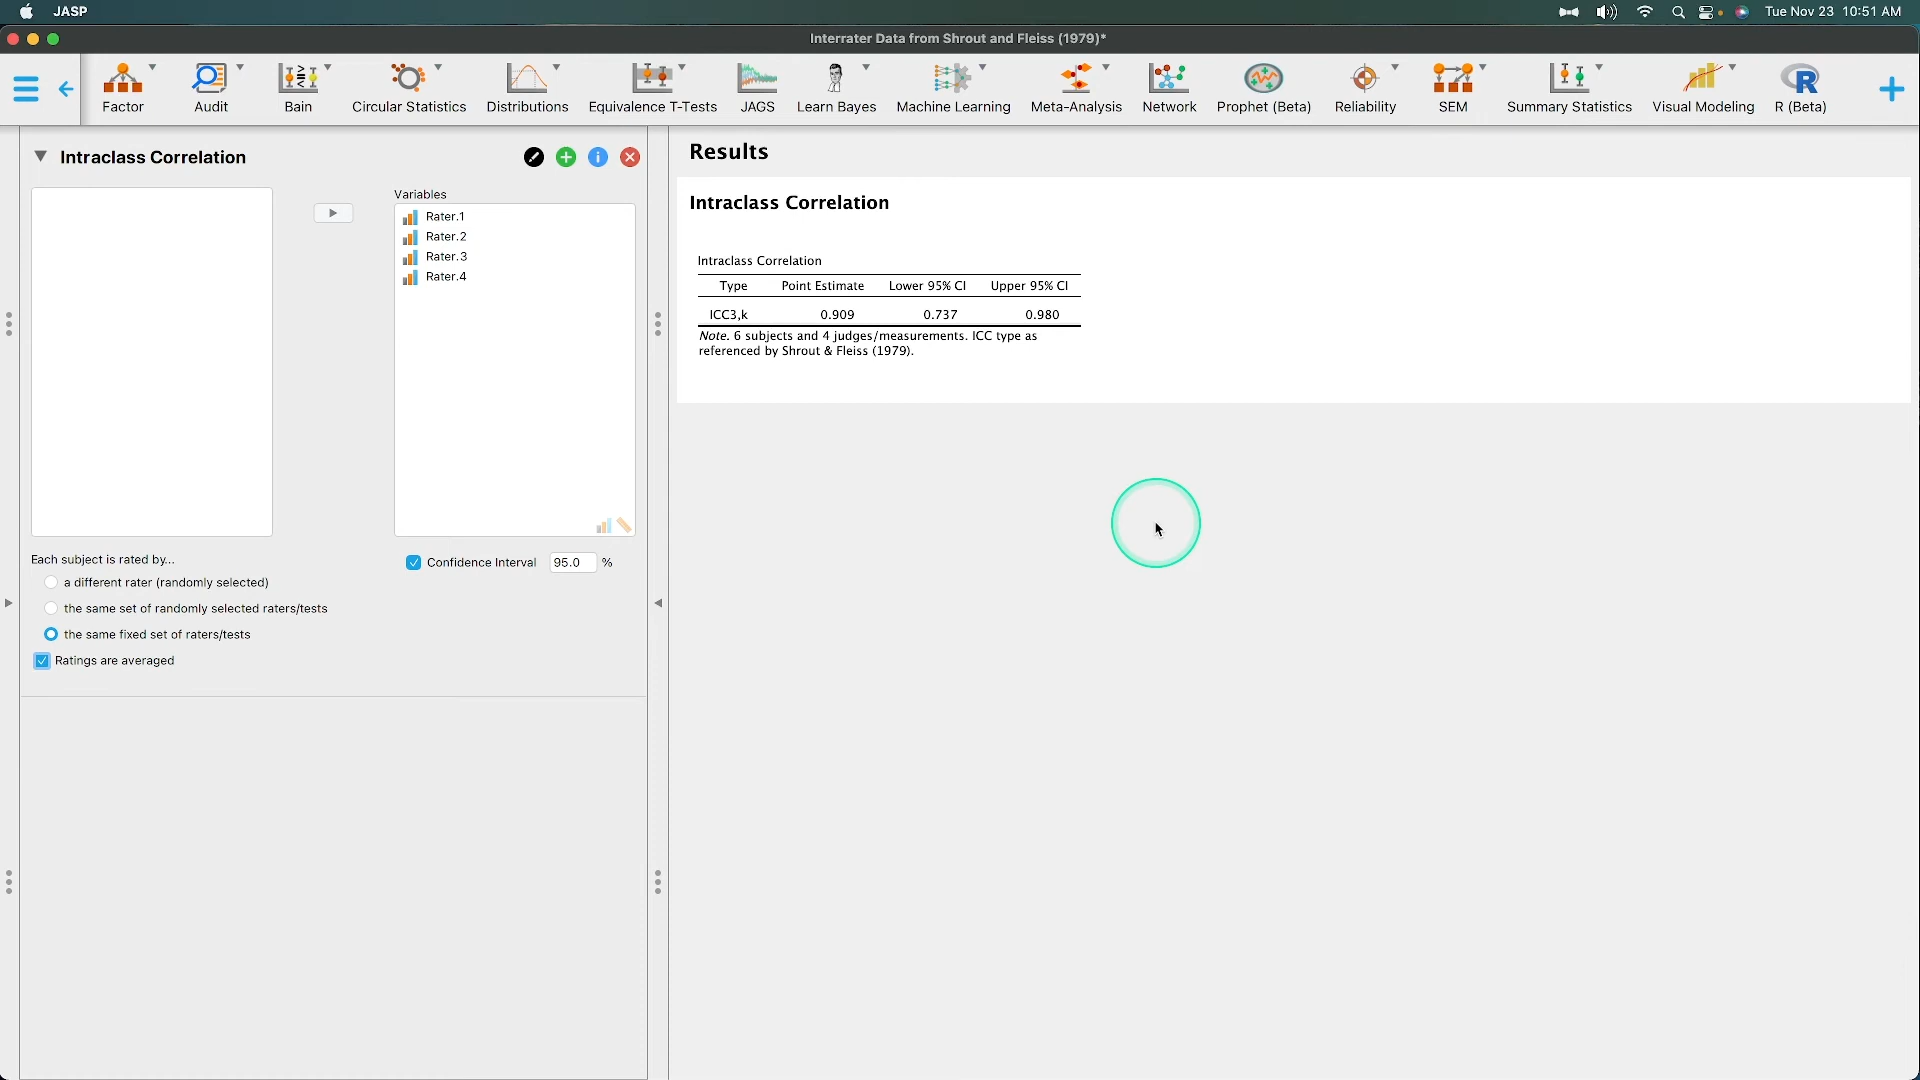 JASP
Tue Nov 23 10:51 AM
Interrater Data from Shrout and Fleiss (1979)*
Factor
Audit
Bain
Circular Statistics
Distributions
Equivalence T-Tests
JAGS
Learn Bayes
Machine Learning
Meta-Analysis
Network
Prophet (Beta)
Reliability
SEM
Summary Statistics
Visual Modeling
R (Beta)
Intraclass Correlation
Variables
Rater.1
Rater.2
Rater.3
Rater.4
Each subject is rated by...
a different rater (randomly selected)
the same set of randomly selected raters/tests
the same fixed set of raters/tests
Ratings are averaged
Confidence Interval 95.0 %
Results
Intraclass Correlation
Intraclass Correlation
Type Point Estimate Lower 95% CI Upper 95% CI
ICC3,k 0.909 0.737 0.980
Note. 6 subjects and 4 judges/measurements. ICC type as
referenced by Shrout & Fleiss (1979).